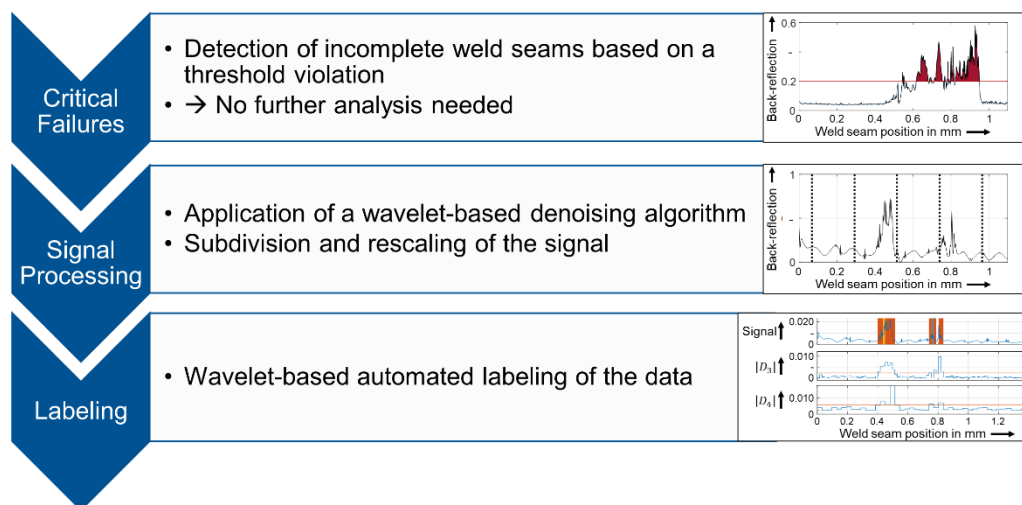 Critical
Failures
• Detection of incomplete weld seams based on a
threshold violation
• → No further analysis needed
Back-reflection
0.6
-
0.2
0
0 0.2 0.4 0.6 0.8 1
Weld seam position in mm
Signal
Processing
• Application of a wavelet-based denoising algorithm
• Subdivision and rescaling of the signal
Back-reflection
1
-
0
0 0.2 0.4 0.6 0.8 1
Weld seam position in mm
Labeling
• Wavelet-based automated labeling of the data
Signal
0.020
-
0
|D₃|
0.010
-
0
|D₄|
0.010
0
0 0.2 0.4 0.6 0.8 1 1.2
Weld seam position in mm